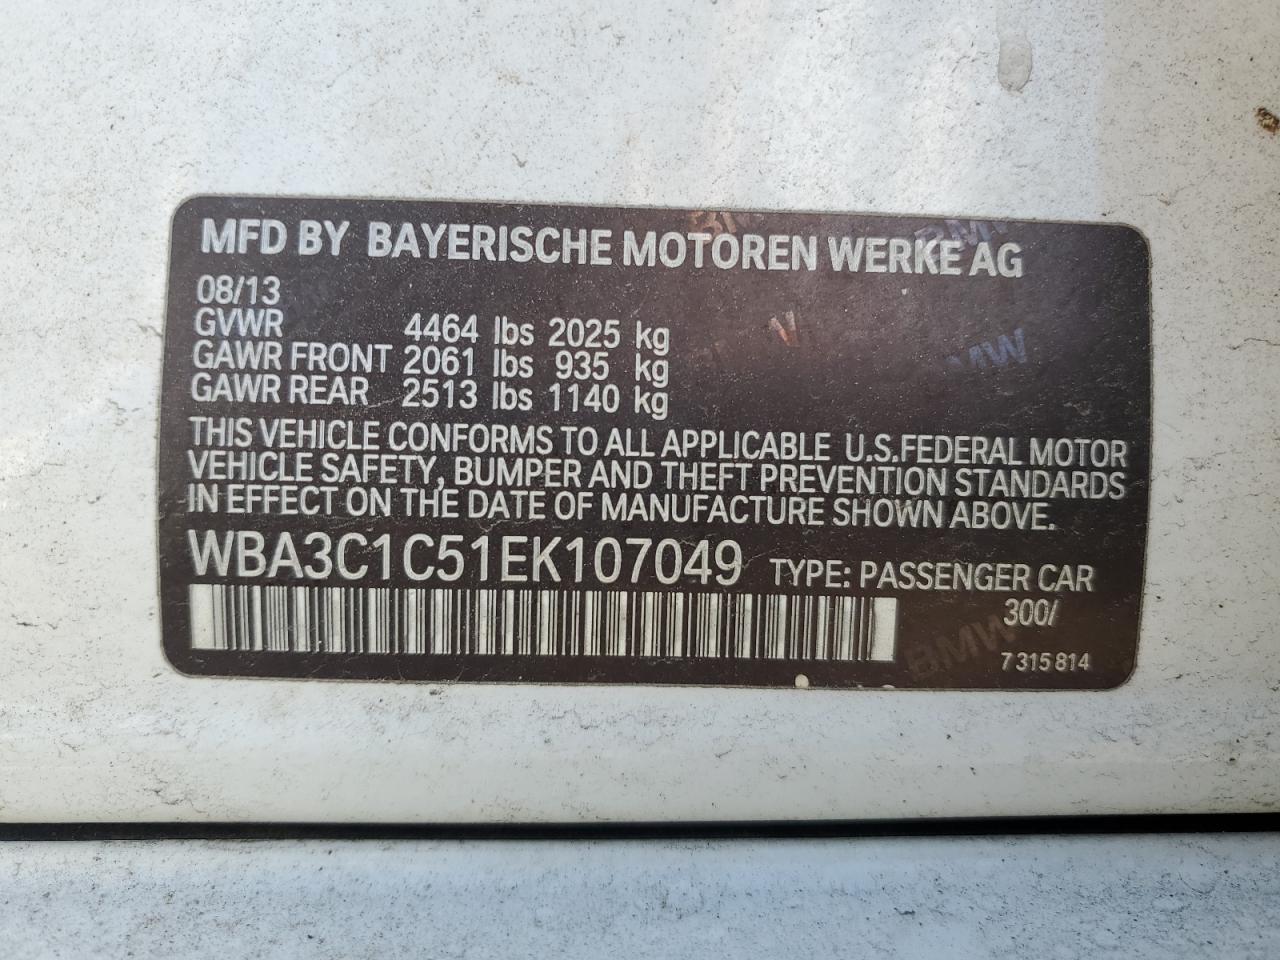 MFD BY BAYERISCHE MOTOREN WERKE AG
08/13
GVWR 4464 lbs 2025 kg
GAWR FRONT 2061 lbs 935 kg
GAWR REAR 2513 lbs 1140 kg
THIS VEHICLE CONFORMS TO ALL APPLICABLE U.S.FEDERAL MOTOR
VEHICLE SAFETY, BUMPER AND THEFT PREVENTION STANDARDS
IN EFFECT ON THE DATE OF MANUFACTURE SHOWN ABOVE.
WBA3C1C51EK107049 TYPE: PASSENGER CAR
300/
7 315 814
BMW
BMW
BMW